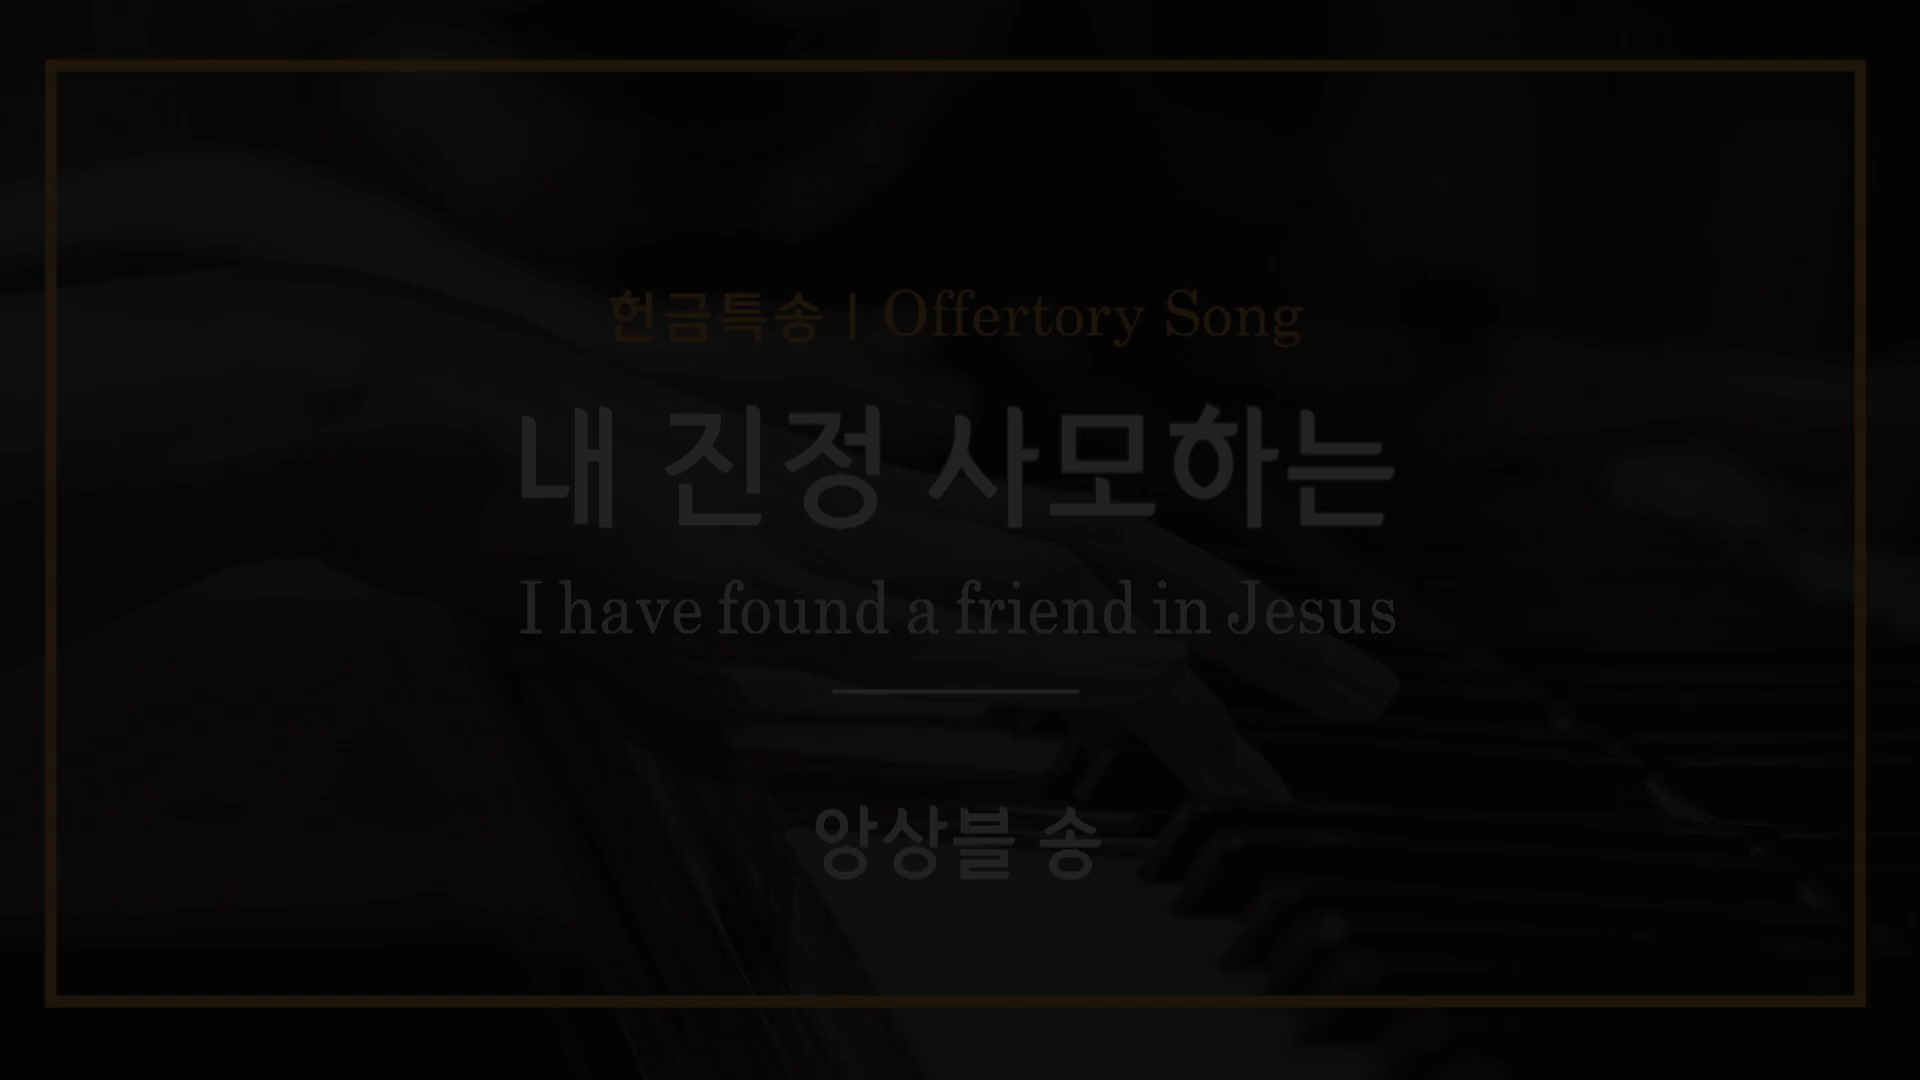 헌금특송 | Offertory Song
내 진정 사모하는
I have found a friend in Jesus
앙상블 송